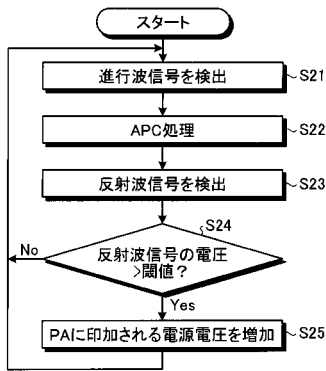 スタート
進行波信号を検出
S21
APC処理
S22
反射波信号を検出
S23
S24
反射波信号の電圧
>閾値?
No
Yes
PAに印加される電源電圧を増加
S25